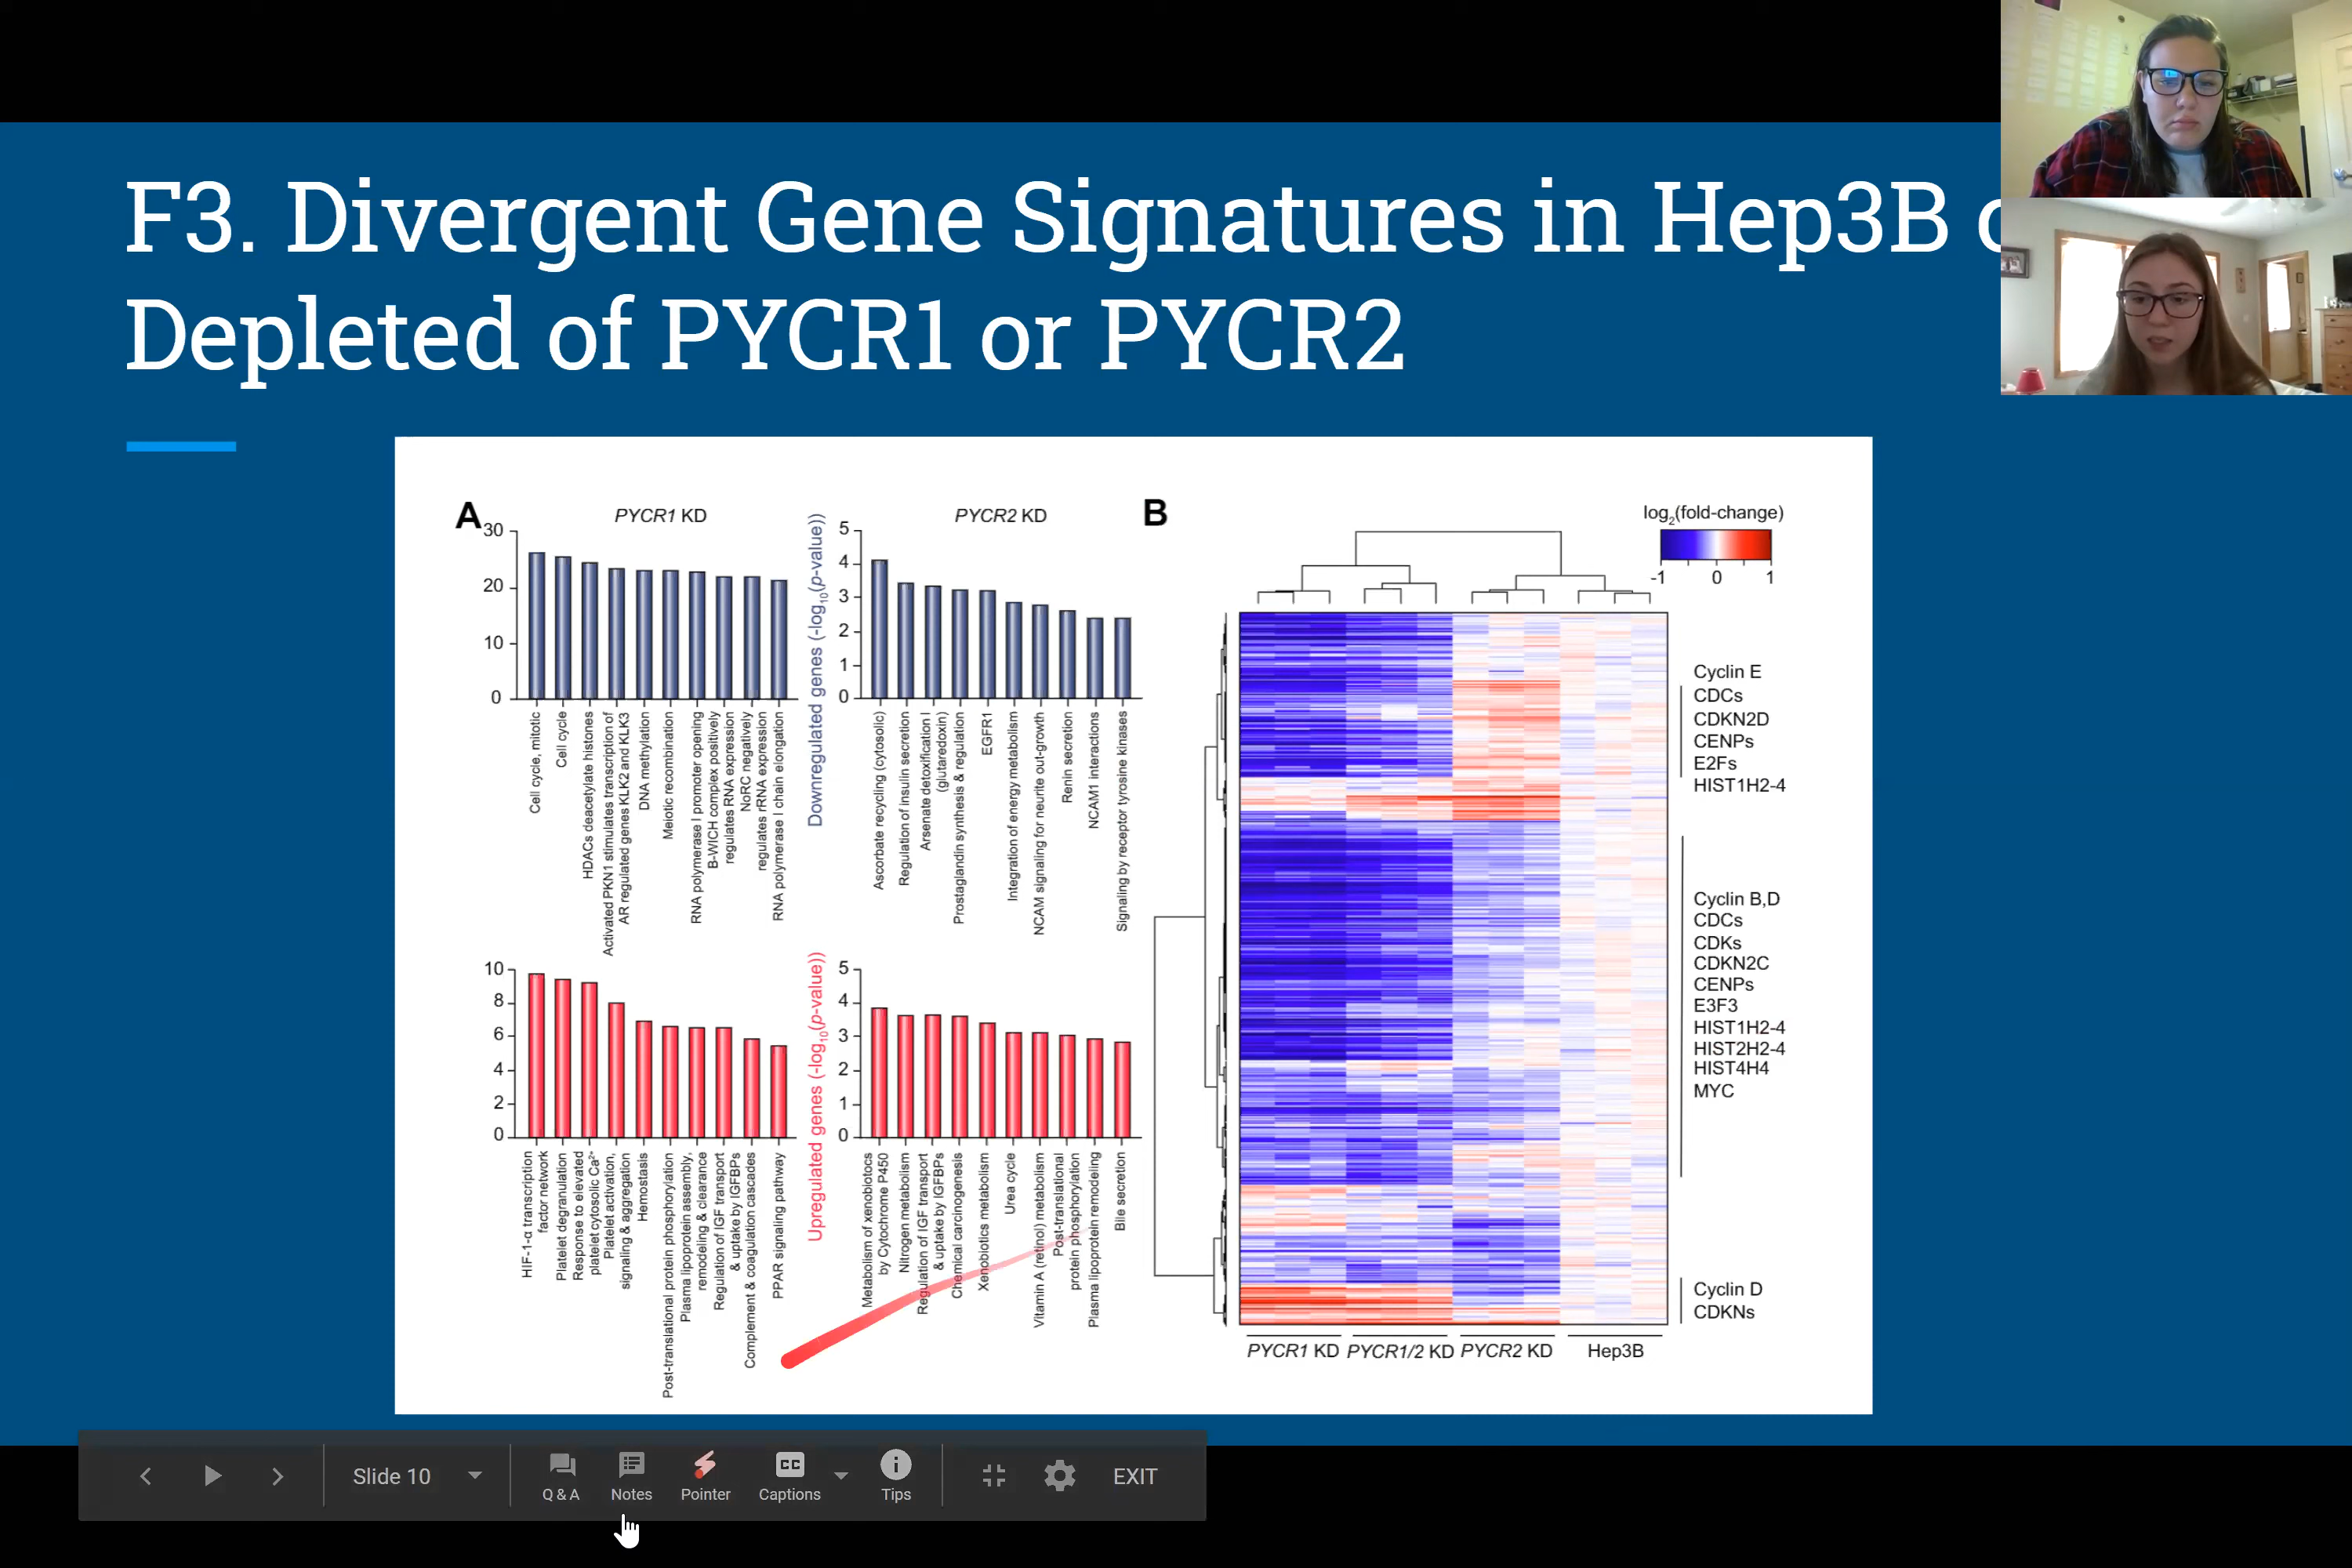 F3. Divergent Gene Signatures in Hep3B
Depleted of PYCR1 or PYCR2
A
PYCR1 KD
30
20
10
0
Cell cycle, mitotic
Cell cycle
HDACs deacetylate histones
Activated PKN1 stimulates transcription of
AR regulated genes KLK2 and KLK3
DNA methylation
Meiotic recombination
RNA polymerase I promoter opening
B-WICH complex positively
regulates RNA expression
NoRC negatively
regulates rRNA expression
RNA polymerase I chain elongation
Downregulated genes (-log10(p-value))
PYCR2 KD
5
4
3
2
1
0
Ascorbate recycling (cytosolic)
Regulation of insulin secretion
Arsenate detoxification I
(glutaredoxin)
Prostaglandin synthesis & regulation
EGFR1
Integration of energy metabolism
NCAM signaling for neurite out-growth
Renin secretion
NCAM1 interactions
Signaling by receptor tyrosine kinases
10
8
6
4
2
0
HIF-1-α transcription
factor network
Platelet degranulation
Response to elevated
platelet cytosolic Ca2+
Platelet activation,
signaling & aggregation
Hemostasis
Post-translational protein phosphorylation
Plasma lipoprotein assembly,
remodeling & clearance
Regulation of IGF transport
& uptake by IGFBPs
Complement & coagulation cascades
PPAR signaling pathway
Upregulated genes (-log10(p-value))
5
4
3
2
1
0
Metabolism of xenobiotocs
by Cytochrome P450
Nitrogen metabolism
Regulation of IGF transport
& uptake by IGFBPs
Chemical carcinogenesis
Xenobiotics metabolism
Urea cycle
Vitamin A (retinol) metabolism
Post-translational
protein phosphorylation
Plasma lipoprotein remodeling
Bile secretion
B
log2(fold-change)
-1 0 1
Cyclin E
CDCs
CDKN2D
CENPs
E2Fs
HIST1H2-4
Cyclin B,D
CDCs
CDKs
CDKN2C
CENPs
E3F3
HIST1H2-4
HIST2H2-4
HIST4H4
MYC
Cyclin D
CDKNs
PYCR1 KD PYCR1/2 KD PYCR2 KD Hep3B
Slide 10
Q & A
Notes
Pointer
CC
Captions
Tips
EXIT